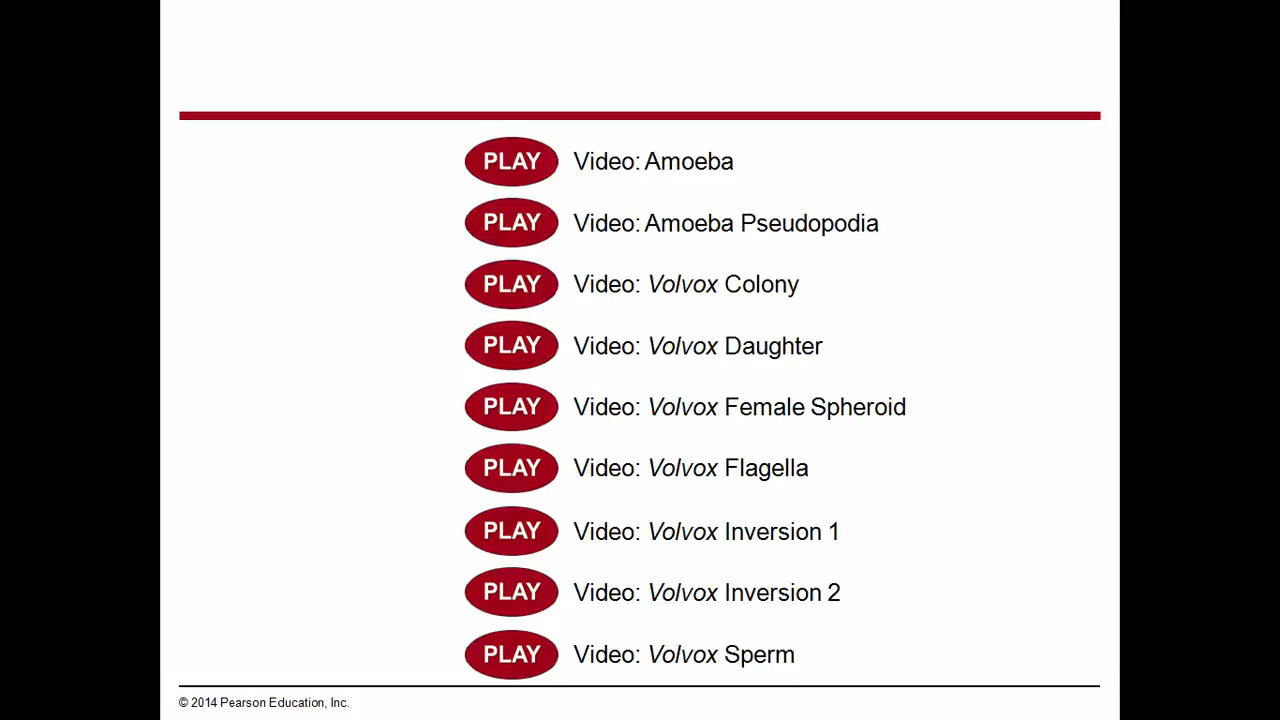 PLAY Video: Amoeba
PLAY Video: Amoeba Pseudopodia
PLAY Video: Volvox Colony
PLAY Video: Volvox Daughter
PLAY Video: Volvox Female Spheroid
PLAY Video: Volvox Flagella
PLAY Video: Volvox Inversion 1
PLAY Video: Volvox Inversion 2
PLAY Video: Volvox Sperm
© 2014 Pearson Education, Inc.